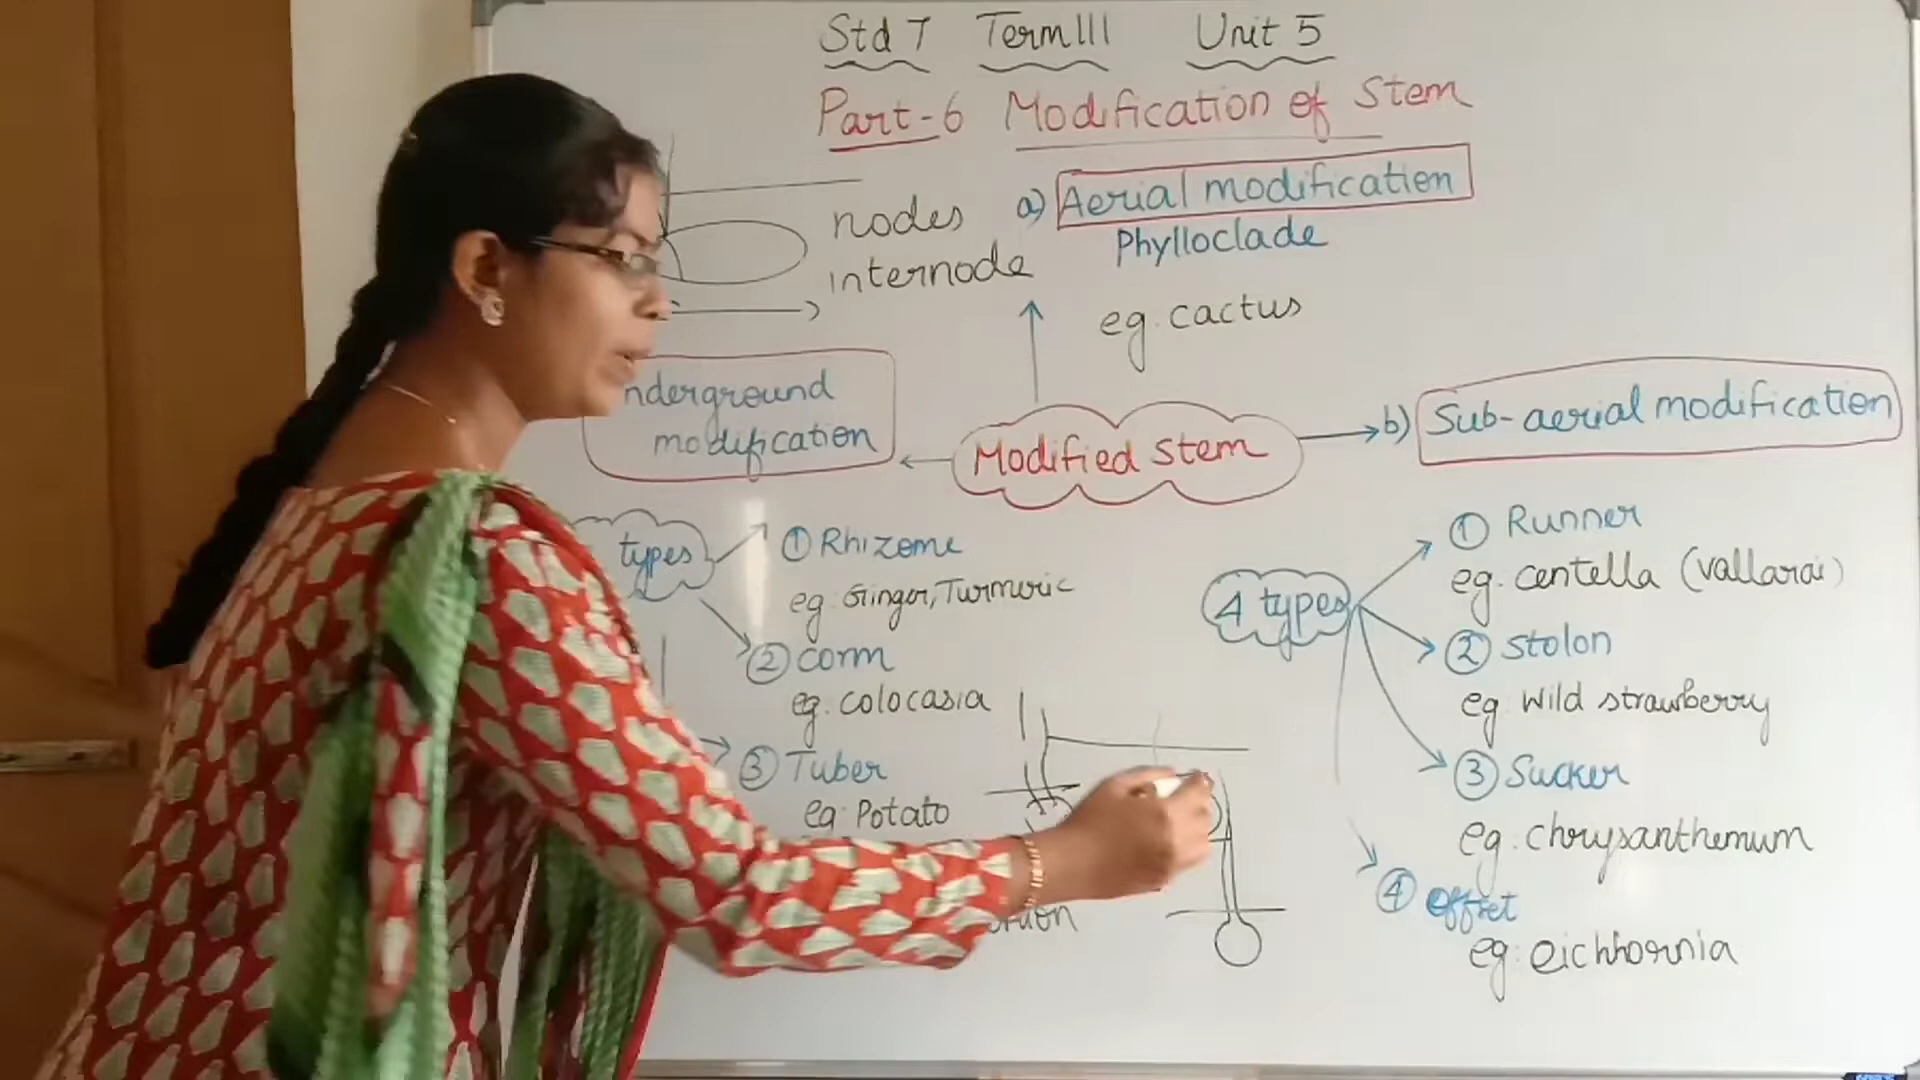 Std 7 Term III Unit 5
Part-6 Modification of Stem
nodes
internode
a) Aerial modification
Phylloclade
eg. cactus
nderground
modification
Modified stem
b) Sub-aerial modification
types
① Rhizome
eg: Ginger, Turmeric
② corm
eg. colocasia
③ Tuber
eg. Potato
4 types
① Runner
eg. centella (vallarai)
② stolon
eg wild strawberry
③ Sucker
eg. chrysanthemum
④ offset
eg: eichhornia